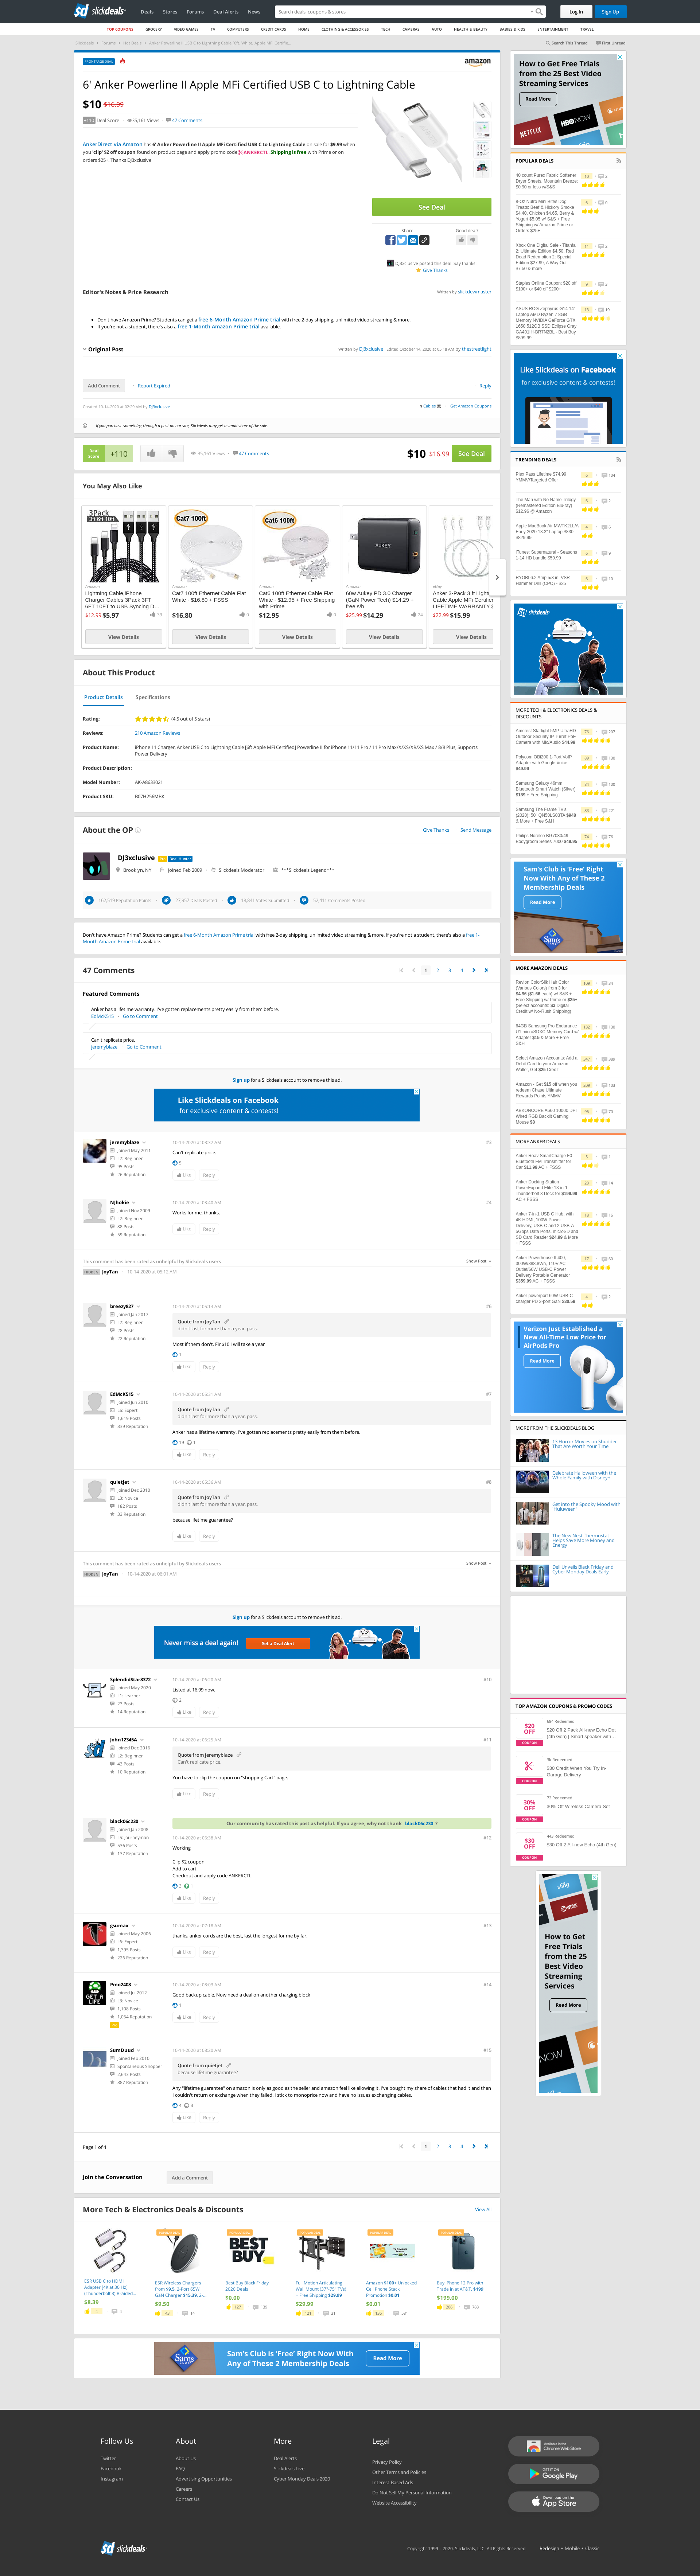 slickdeals
Deals Stores Forums Deal Alerts News
Search deals, coupons & stores
Log In
Sign Up
TOP COUPONS GROCERY VIDEO GAMES TV COMPUTERS CREDIT CARDS HOME CLOTHING & ACCESSORIES TECH CAMERAS AUTO HEALTH & BEAUTY BABIES & KIDS ENTERTAINMENT TRAVEL
Search This Thread First Unread
FRONTPAGE DEAL
amazon
6' Anker Powerline II Apple MFi Certified USB C to Lightning Cable
$10 $16.99
+110 Deal Score 35,161 Views 47 Comments
AnkerDirect via Amazon has 6' Anker Powerline II Apple MFi Certified USB C to Lightning Cable on sale for $9.99 when
you 'clip' $2 off coupon found on product page and apply code ANKERCTL. Shipping is free with Prime or on
orders $25+. Thanks DJ3xclusive
See Deal
Share Good deal?
DJ3xclusive posted this deal. Say thanks!
Give Thanks
Editor's Notes & Price Research
Written by slickdewmaster
Don't have Amazon Prime? Students can get a free 6-Month Amazon Prime trial with free 2-day shipping, unlimited video streaming & more.
If you're not a student, there's also a free 1-Month Amazon Prime trial available.
Original Post
Written by DJ3xclusive Edited October 14, 2020 at 05:18 AM by thestreetlight
Add Comment Report Expired Reply
Created 10-14-2020 at 02:29 AM by DJ3xclusive
Get Amazon Coupons
If you purchase something through a post on our site, Slickdeals may get a small share of the sale.
Deal
Score
+110
35,161 Views 47 Comments
$10 $16.99 See Deal
You May Also Like
Amazon
Lightning Cable,iPhone
Charger Cables 3Pack 3FT
6FT 10FT to USB Syncing D...
$12.99 $5.97
View Details
Cat7 100ft
Amazon
Cat7 100ft Ethernet Cable Flat
White - $16.80 + FSSS
$16.80
View Details
Cat6 100ft
Amazon
Cat6 100ft Ethernet Cable Flat
White - $12.95 + Free Shipping
with Prime
$12.95
View Details
AUKEY
Amazon
60w Aukey PD 3.0 Charger
(GaN Power Tech) $14.29 +
free s/h
$25.99 $14.29
View Details
eBay
Anker 3-Pack 3 ft Lightning
Cable Apple MFi Certified
LIFETIME WARRANTY $
$22.99 $15.99
View Details
About This Product
Product Details Specifications
Rating: (4.5 out of 5 stars)
Reviews: 210 Amazon Reviews
Product Name: iPhone 11 Charger, Anker USB C to Lightning Cable [6ft Apple MFi Certified] Powerline II for iPhone 11/11 Pro / 11 Pro Max/X/XS/XR/XS Max / 8/8 Plus, Supports
Power Delivery
Product Description:
Model Number: AK-A8633021
Product SKU: B07H256MBK
About the OP
Give Thanks Send Message
DJ3xclusive Pro Deal Hunter
Brooklyn, NY Joined Feb 2009 Slickdeals Moderator ***Slickdeals Legend***
162,319 Reputation Points 27,957 Deals Posted 18,841 Votes Submitted 52,411 Comments Posted
Don't have Amazon Prime? Students can get a free 6-Month Amazon Prime trial with free 2-day shipping, unlimited video streaming & more. If you're not a student, there's also a free 1-
Month Amazon Prime trial available.
47 Comments
1 2 3 4
Featured Comments
Anker has a lifetime warranty. I've gotten replacements pretty easily from them before.
EdMcK515 Go to Comment
Can't replicate price.
jeremyblaze Go to Comment
Sign up for a Slickdeals account to remove this ad.
Like Slickdeals on Facebook
for exclusive content & contests!
jeremyblaze
Joined May 2011
L2: Beginner
95 Posts
26 Reputation
10-14-2020 at 03:37 AM
#3
Can't replicate price.
5
Like Reply
NJhokie
Joined Nov 2009
L2: Beginner
88 Posts
59 Reputation
10-14-2020 at 03:40 AM
#4
Works for me, thanks.
Like Reply
This comment has been rated as unhelpful by Slickdeals users
Show Post
HIDDEN JoyTan 10-14-2020 at 05:12 AM
breezy827
Joined Jan 2017
L2: Beginner
28 Posts
22 Reputation
10-14-2020 at 05:14 AM
#6
Quote from JoyTan
didn't last for more than a year. pass.
Most if them don't. Fir $10 I will take a year
1
Like Reply
EdMcK515
Joined Jun 2010
L6: Expert
1,019 Posts
339 Reputation
10-14-2020 at 05:31 AM
#7
Quote from JoyTan
didn't last for more than a year. pass.
Anker has a lifetime warranty. I've gotten replacements pretty easily from them before.
19 1
Like Reply
quietjet
Joined Dec 2010
L3: Novice
182 Posts
33 Reputation
10-14-2020 at 05:36 AM
#8
Quote from JoyTan
didn't last for more than a year. pass.
because lifetime guarantee?
Like Reply
This comment has been rated as unhelpful by Slickdeals users
Show Post
HIDDEN JoyTan 10-14-2020 at 06:01 AM
Sign up for a Slickdeals account to remove this ad.
Never miss a deal again! Set a Deal Alert
SplendidStar8372
Joined May 2020
L1: Learner
23 Posts
14 Reputation
10-14-2020 at 06:20 AM
#10
Listed at 16.99 now.
2
Like Reply
John12345A
Joined Dec 2016
L2: Beginner
43 Posts
10 Reputation
10-14-2020 at 06:25 AM
#11
Quote from jeremyblaze
Can't replicate price.
You have to clip the coupon on "shopping Cart" page.
Like Reply
black06c230
Joined Jan 2008
L5: Journeyman
536 Posts
137 Reputation
Our community has rated this post as helpful. If you agree, why not thank black06c230 ?
10-14-2020 at 06:38 AM
#12
Working
Clip $2 coupon
Add to cart
Checkout and apply code ANKERCTL
3 1
Like Reply
gsumax
Joined May 2006
L6: Expert
1,395 Posts
226 Reputation
10-14-2020 at 07:18 AM
#13
thanks, anker cords are the best, last the longest for me by far.
Like Reply
GET A
LIFE
Pmo2408
Joined Jul 2012
L3: Novice
1,108 Posts
1,004 Reputation
Pro
10-14-2020 at 08:03 AM
#14
Good backup cable. Now need a deal on another charging block
1
Like Reply
SumDuud
Joined Feb 2010
Spontaneous Shopper
2,643 Posts
887 Reputation
10-14-2020 at 08:20 AM
#15
Quote from quietjet
because lifetime guarantee?
Any "lifetime guarantee" on amazon is only as good as the seller and amazon feel like allowing it. I've bought my share of cables that had it and then
I couldn't return or exchange when they failed. I stick to monoprice now and have no issues exchanging cables.
4 3
Like Reply
Page 1 of 4
1 2 3 4
Join the Conversation Add a Comment
More Tech & Electronics Deals & Discounts
View All
ESR USB C to HDMI
Adapter [4K at 30 Hz]
(Thunderbolt 3) Braided...
$8.39
ESR Wireless Chargers
from $9.5, 2-Port 65W
GaN Charger $15.39, 2-...
$9.50
BEST
BUY
Best Buy Black Friday
2020 Deals
$0.00
Full Motion Articulating
Wall Mount (37"-75" TVs)
+ Free Shipping $29.99
$29.99
Amazon $100+ Unlocked
Cell Phone Stack
Promotion $0.01
$0.01
Buy iPhone 12 Pro with
Trade in at AT&T, $199
$199.00
Sam's Club is 'Free' Right Now With
Any of These 2 Membership Deals
Read More
How to Get Free Trials
from the 25 Best Video
Streaming Services
Read More
NETFLIX HBO NOW
POPULAR DEALS
40 count Purex Fabric Softener
Dryer Sheets, Mountain Breeze:
$0.90 or less w/S&S
8-Oz Nutro Mini Bites Dog
Treats: Beef & Hickory Smoke
$4.40, Chicken $4.65, Berry &
Yogurt $5.05 w/ S&S + Free
Shipping w/ Amazon Prime or
Orders $25+
Xbox One Digital Sale - Titanfall
2: Ultimate Edition $4.50, Red
Dead Redemption 2: Special
Edition $27.99, A Way Out
$7.50 & more
Staples Online Coupon: $20 off
$100+ or $40 off $200+
ASUS ROG Zephyrus G14 14"
Laptop AMD Ryzen 7 8GB
Memory NVIDIA GeForce GTX
1650 512GB SSD Eclipse Gray
GA401IH-BR7N2BL - Best Buy
$999.99
Like Slickdeals on Facebook
for exclusive content & contests!
TRENDING DEALS
Plex Pass Lifetime $74.99
YMMV/Targeted Offer
The Man with No Name Trilogy
(Remastered Edition Blu-ray)
$12.96 @ Amazon
Apple MacBook Air MWTK2LL/A
Early 2020 13.3" Laptop $630
$829.99
iTunes: Supernatural - Seasons
1-14 HD bundle $59.99
RYOBI 6.2 Amp 5/8 in. VSR
Hammer Drill (CPO) - $25
slickdeals
MORE TECH & ELECTRONICS DEALS &
DISCOUNTS
Amcrest Starlight 5MP UltraHD
Outdoor Security IP Turret PoE
Camera with Mic/Audio $44.99
Polycom OBi200 1-Port VoIP
Adapter with Google Voice
$49.99
Samsung Galaxy 46mm
Bluetooth Smart Watch (Silver)
$199 + Free Shipping
Samsung The Frame TV's
(2020): 50" QN50LS03TA $948
& More + Free S&H
Philips Norelco BG7030/49
Bodygroom Series 7000 $49.95
Sam's Club is 'Free' Right
Now With Any of These 2
Membership Deals
Read More
MORE AMAZON DEALS
Revlon ColorSilk Hair Color
(Various Colors) from 3 for
$4.96 ($1.66 each) w/ S&S +
Free Shipping w/ Prime or $25+
(Select accounts: $3 Digital
Credit w/ No-Rush Shipping)
64GB Samsung Pro Endurance
U1 microSDXC Memory Card w/
Adapter $10 & More + Free
S&H
Select Amazon Accounts: Add a
Debit Card to your Amazon
Wallet, Get $25 Credit
Amazon - Get $15 off when you
redeem Chase Ultimate
Rewards Points YMMV
ABKONCORE A660 10000 DPI
Wired RGB Backlit Gaming
Mouse $8
MORE ANKER DEALS
Anker Roav SmartCharge F0
Bluetooth FM Transmitter for
Car $11.99 AC + FSSS
Anker Docking Station
PowerExpand Elite 13-in-1
Thunderbolt 3 Dock for $199.99
AC + FSSS
Anker 7-in-1 USB C Hub, with
4K HDMI, 100W Power
Delivery, USB-C and 2 USB-A
5Gbps Data Ports, microSD and
SD Card Reader $24.99 & More
+ FSSS
Anker Powerhouse II 400,
300W/388.8Wh, 110V AC
Outlet/60W USB-C Power
Delivery Portable Generator
$359.99 AC + FSSS
Anker powerport 60W USB-C
charger PD 2-port GaN $30.59
Verizon Just Established a
New All-Time Low Price for
AirPods Pro
Read More
MORE FROM THE SLICKDEALS BLOG
13 Horror Movies on Shudder
That Are Worth Your Time
Celebrate Halloween with the
Whole Family with Disney+
Get Into the Spooky Mood with
"Huluween"
The New Nest Thermostat
Helps Save More Money and
Energy
Dell Unveils Black Friday and
Cyber Monday Deals Early
TOP AMAZON COUPONS & PROMO CODES
$20
OFF
COUPON
$20 Off 2 Pack All-new Echo Dot
(4th Gen) | Smart speaker with...
COUPON
$30 Credit When You Try In-
Garage Delivery
30%
OFF
COUPON
30% Off Wireless Camera Set
$30
OFF
COUPON
$30 Off 2 All-new Echo (4th Gen)
sling
SHOWTIME
How to Get
Free Trials
from the 25
Best Video
Streaming
Services
Read More
NOW
Follow Us
Twitter
Facebook
Instagram
About
About Us
FAQ
Advertising Opportunities
Careers
Contact Us
More
Deal Alerts
Slickdeals Live
Cyber Monday Deals 2020
Legal
Privacy Policy
Other Terms and Policies
Interest-Based Ads
Do Not Sell My Personal Information
Website Accessibility
Available in the
Chrome Web Store
GET IT ON
Google Play
Download on the
App Store
slickdeals
Copyright 1999 - 2020. Slickdeals, LLC. All Rights Reserved. Redesign • Mobile • Classic